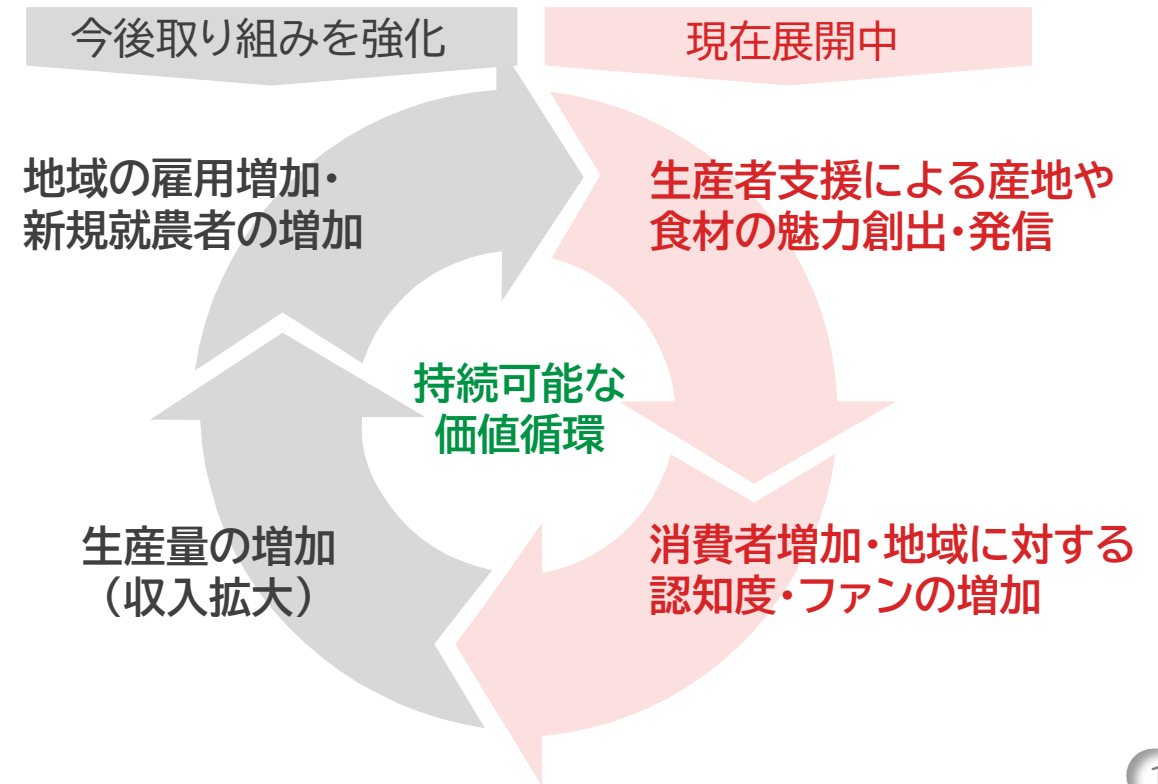 今後取り組みを強化
現在展開中
地域の雇用増加・
新規就農者の増加
生産者支援による産地や
食材の魅力創出・発信
持続可能な
価値循環
生産量の増加
（収入拡大）
消費者増加・地域に対する
認知度・ファンの増加